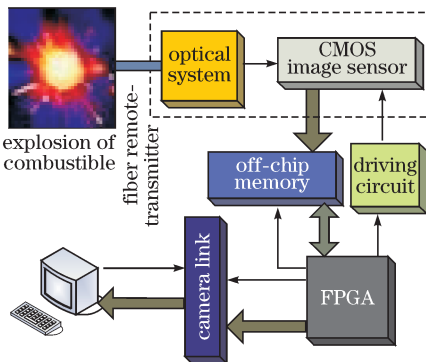 optical
system
CMOS
image sensor
explosion of
combustible
fiber remote-
transmitter
off-chip
memory
driving
circuit
camera link
FPGA